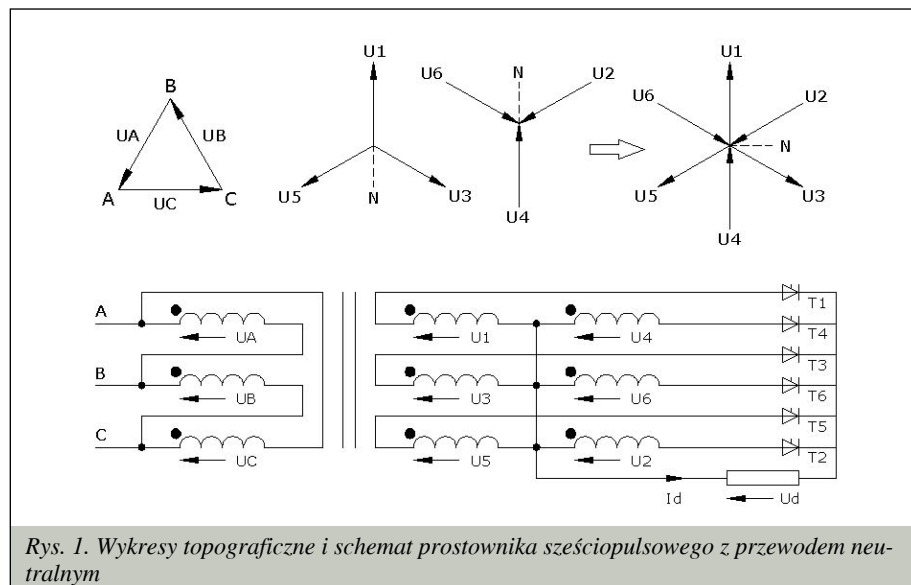 U1
U6
N
U2
B
UA
UB
A
UC
C
U5
N
U3
U4
U1
U6
U2
N
U5
U3
U4
A
UA
U1
U4
T1
T4
B
UB
U3
U6
T3
T6
C
UC
U5
U2
T5
T2
Id
Ud
Rys. 1. Wykresy topograficzne i schemat prostownika sześciopulsowego z przewodem neu-
tralnym